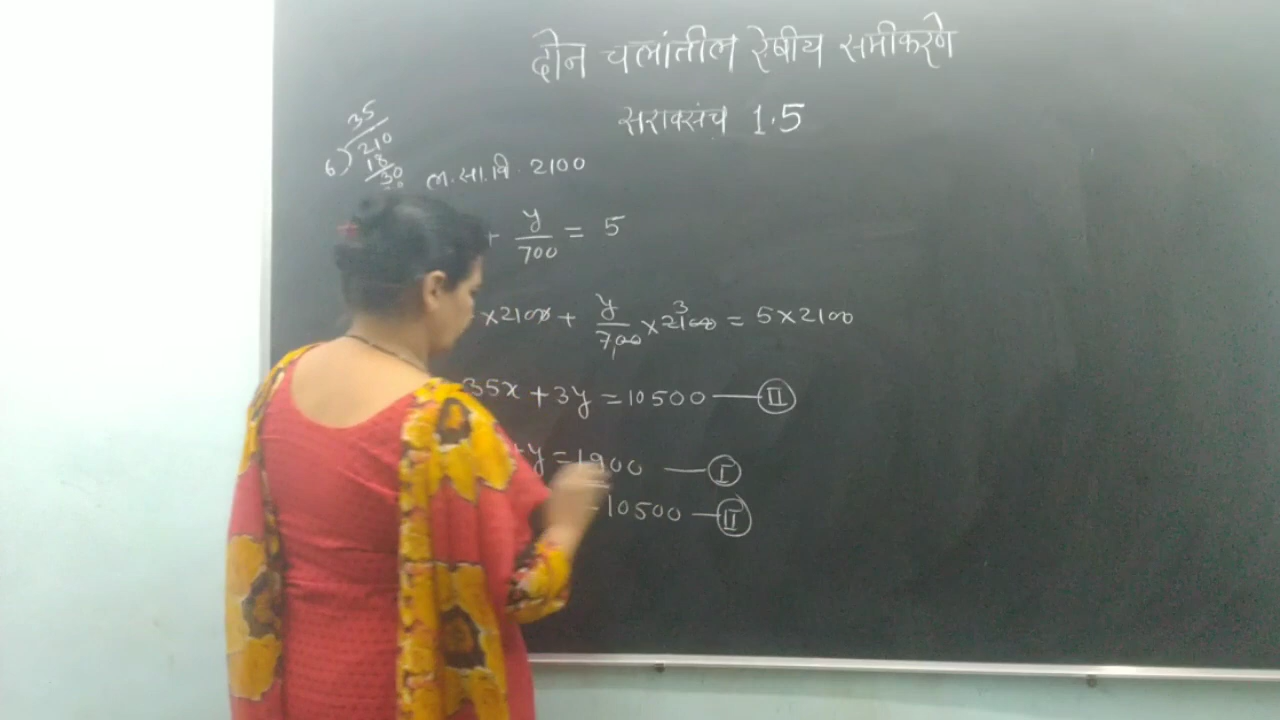 दोन चलांतील रेषीय समीकरणे
सरावसंच 1.5
35
6) 210
18
30
ल.सा.वि. 2100
+ y/700 = 5
×2100 + y/700 ×2100 3 = 5×2100
35x + 3y = 10500 — II
+y = 1900 — I
= 10500 — II